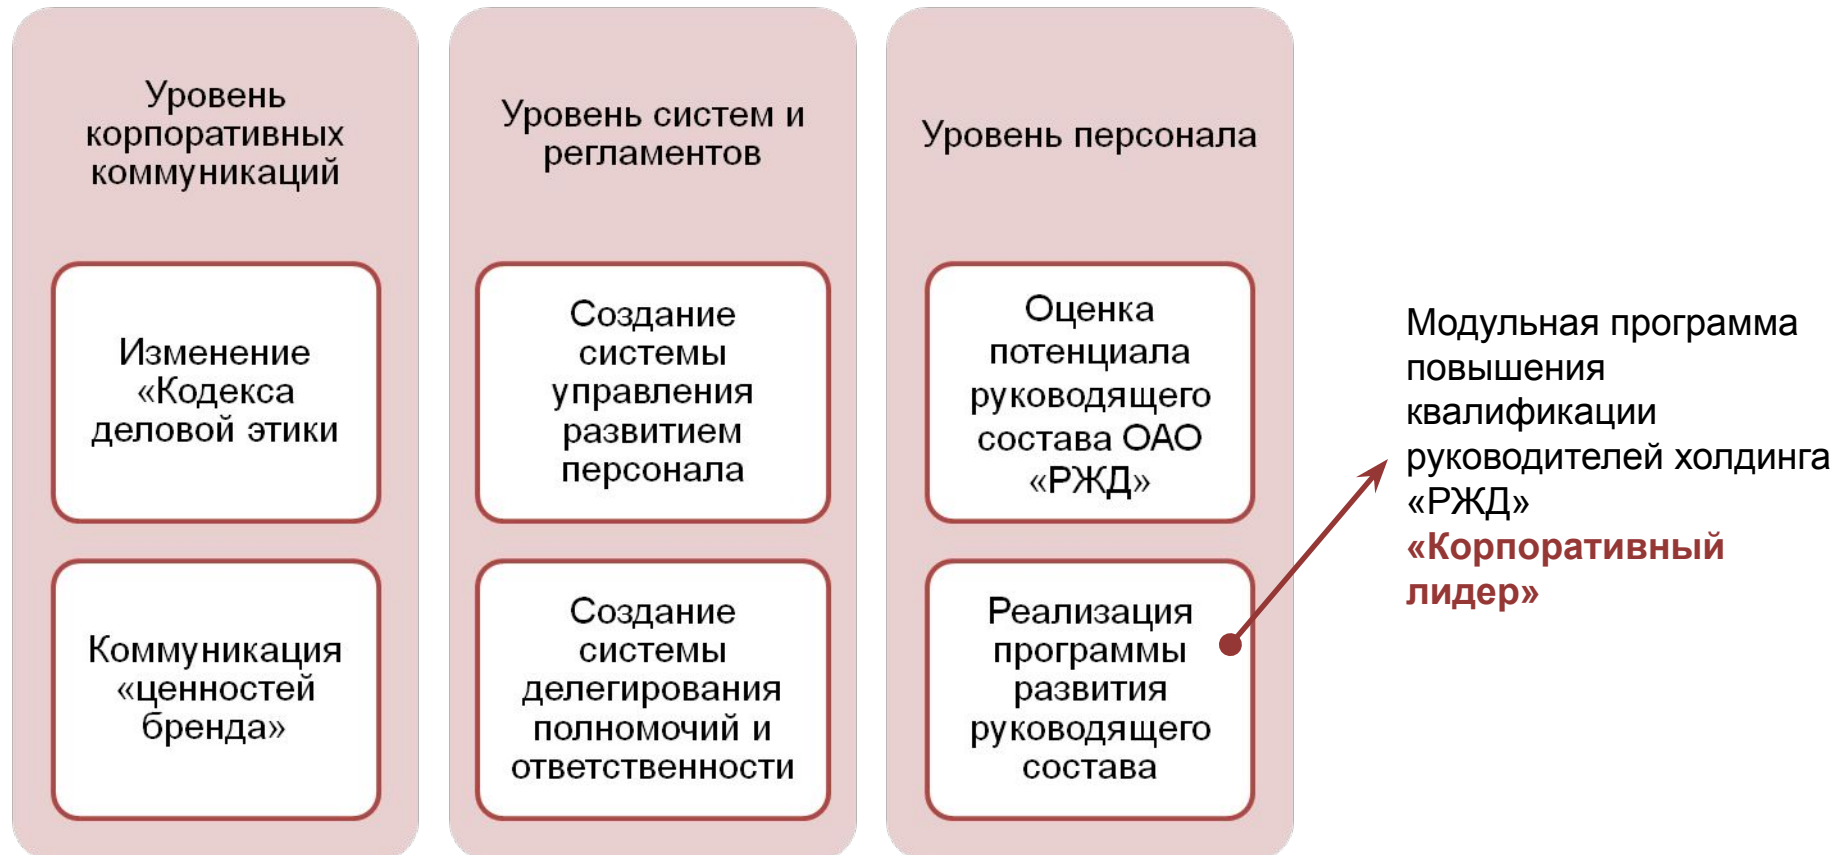 Уровень
корпоративных
коммуникаций
Изменение
«Кодекса
деловой этики
Коммуникация
«ценностей
бренда»
Уровень систем и
регламентов
Создание
системы
управления
развитием
персонала
Создание
системы
делегирования
полномочий и
ответственности
Уровень персонала
Оценка
потенциала
руководящего
состава ОАО
«РЖД»
Реализация
программы
развития
руководящего
состава
Модульная программа
повышения
квалификации
руководителей холдинга
«РЖД»
«Корпоративный
лидер»